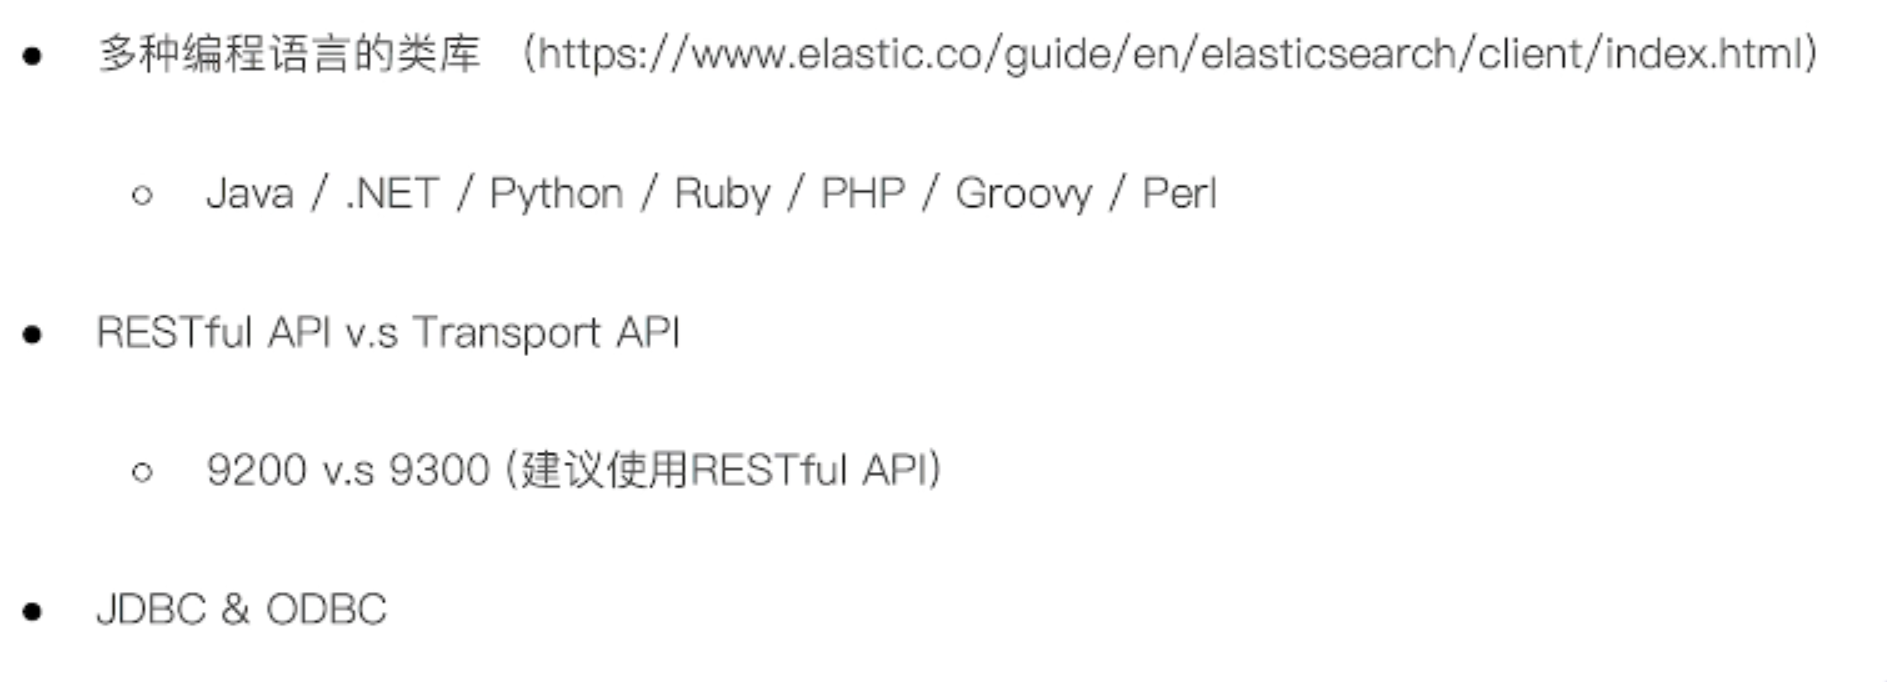 多种编程语言的类库 （https://www.elastic.co/guide/en/elasticsearch/client/index.html）
Java / .NET / Python / Ruby / PHP / Groovy / Perl
RESTful API v.s Transport API
9200 v.s 9300 (建议使用RESTful API)
JDBC & ODBC